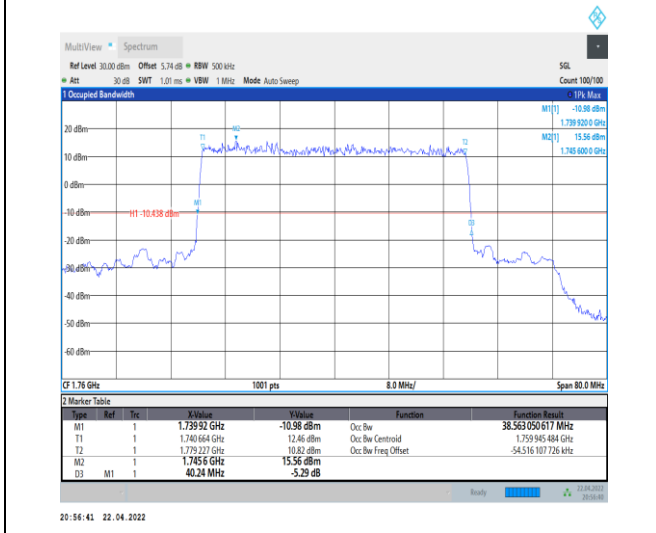 MultiView Spectrum
Ref Level 30.00 dBm Offset 5.74 dB RBW 500 kHz SGL
Att 30 dB SWT 1.01 ms VBW 1 MHz Mode Auto Sweep Count 100/100
1 Occupied Bandwidth 1Pk Max
M1[1] -10.98 dBm
1.739 920 0 GHz
M2[1] 15.56 dBm
1.745 600 0 GHz
20 dBm
T1 M2 T2
10 dBm
0 dBm
M1
-10 dBm H1 -10,438 dBm
D3
-20 dBm
-30 dBm
-40 dBm
-50 dBm
-60 dBm
CF 1.76 GHz 1001 pts 8.0 MHz/ Span 80.0 MHz
2 Marker Table
Type Ref Trc X-Value Y-Value Function Function Result
M1 1 1.739 92 GHz -10.98 dBm Occ Bw 38.563 050 617 MHz
T1 1 1.740 664 GHz 12.46 dBm Occ Bw Centroid 1.759 945 484 GHz
T2 1 1.779 227 GHz 10.82 dBm Occ Bw Freq Offset -54.516 107 726 kHz
M2 1 1.745 6 GHz 15.56 dBm
D3 M1 1 40.24 MHz -5.29 dB
Ready 22.04.2022
20:56:40
20:56:41 22.04.2022